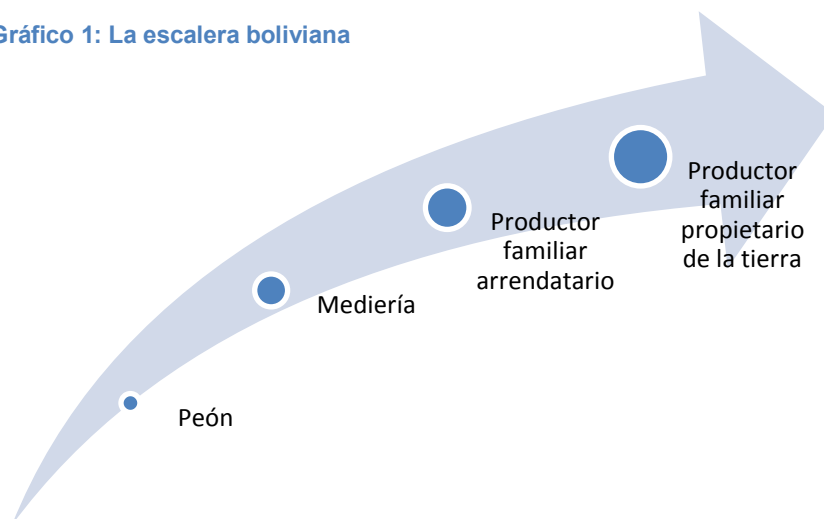 Gráfico 1: La escalera boliviana
Productor
familiar
propietario
de la tierra
Productor
familiar
arrendatario
Mediería
Peón